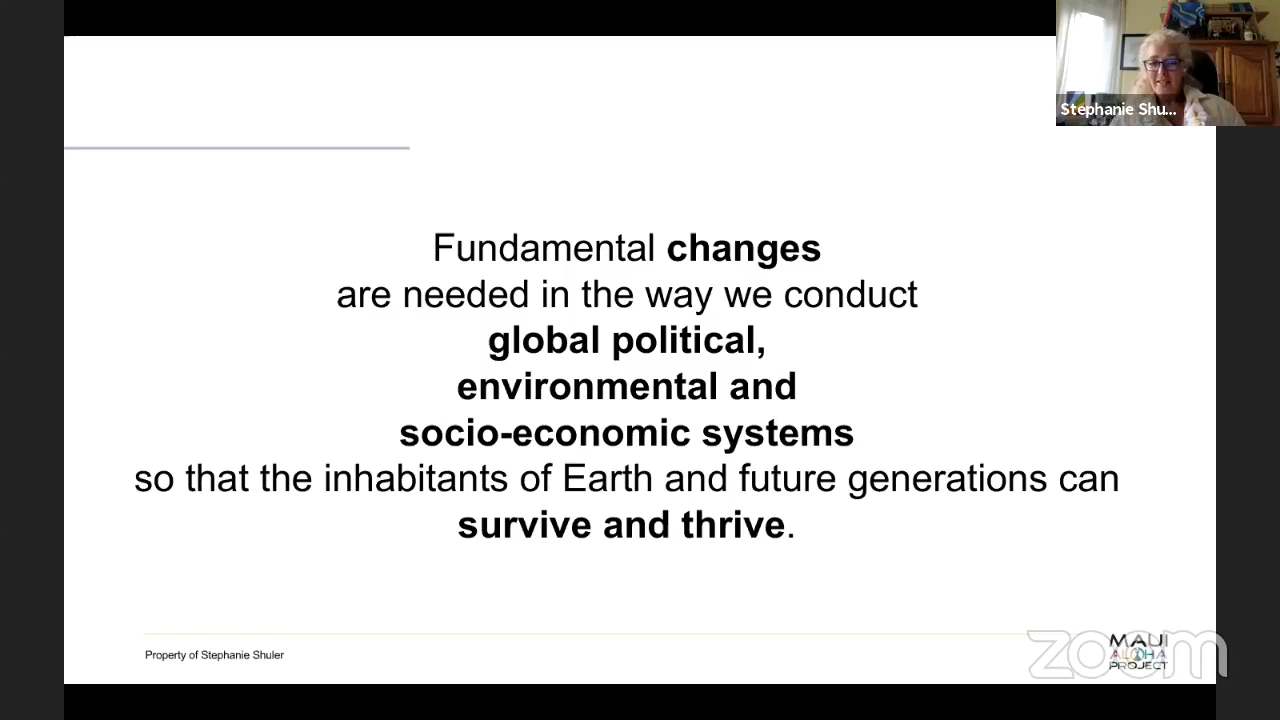 Stephanie Shu...
Fundamental changes
are needed in the way we conduct
global political,
environmental and
socio-economic systems
so that the inhabitants of Earth and future generations can
survive and thrive.
Property of Stephanie Shuler
MAUI
ALOHA
PROJECT
zoom